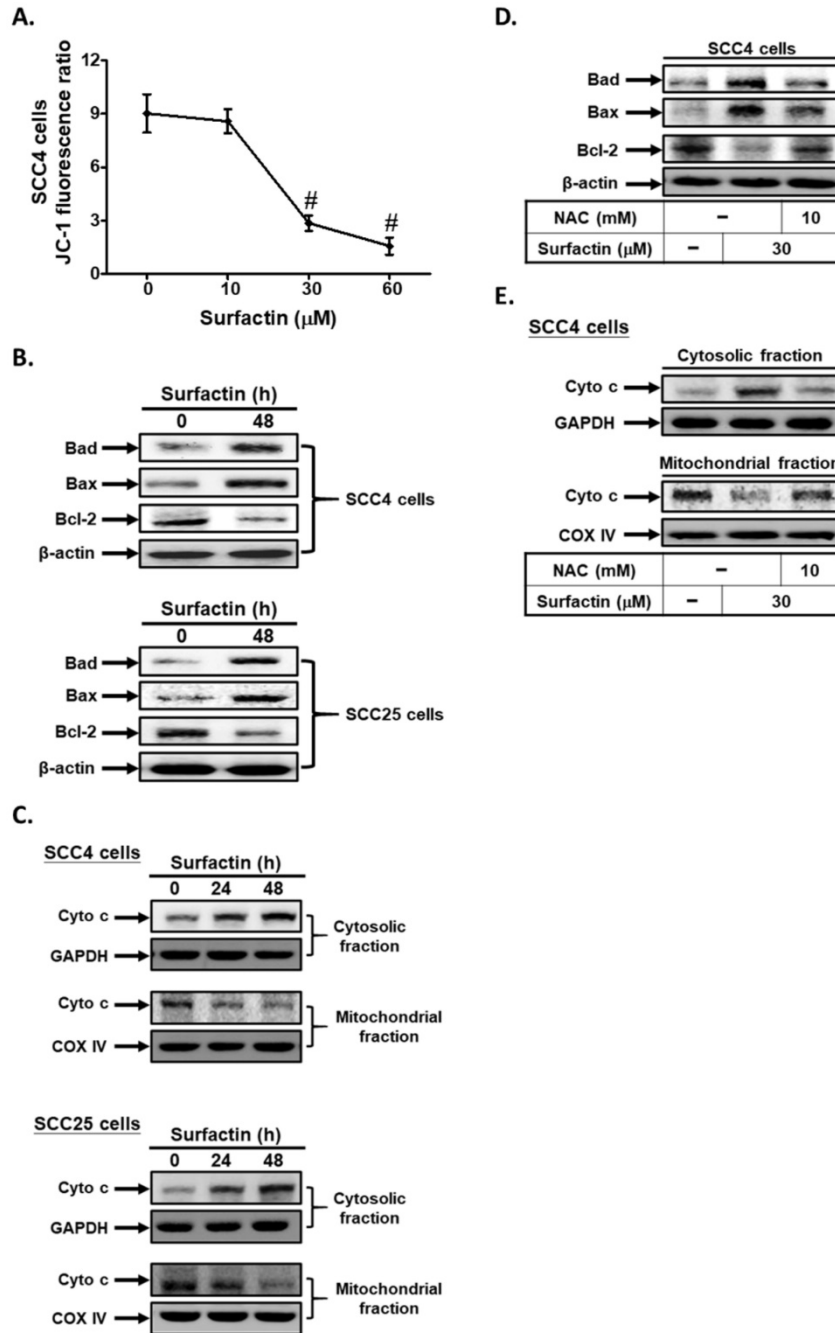 A.
SCC4 cells
JC-1 fluorescence ratio
12
9
6
3
0
#
#
0 10 30 60
Surfactin (μM)
B.
Surfactin (h)
0 48
Bad
Bax
Bcl-2
β-actin
SCC4 cells
Surfactin (h)
0 48
Bad
Bax
Bcl-2
β-actin
SCC25 cells
C.
SCC4 cells
Surfactin (h)
0 24 48
Cyto c
GAPDH
Cytosolic
fraction
Cyto c
COX IV
Mitochondrial
fraction
SCC25 cells
Surfactin (h)
0 24 48
Cyto c
GAPDH
Cytosolic
fraction
Cyto c
COX IV
Mitochondrial
fraction
D.
SCC4 cells
Bad
Bax
Bcl-2
β-actin
NAC (mM) – 10
Surfactin (μM) – 30
E.
SCC4 cells
Cytosolic fraction
Cyto c
GAPDH
Mitochondrial fraction
Cyto c
COX IV
NAC (mM) – 10
Surfactin (μM) – 30